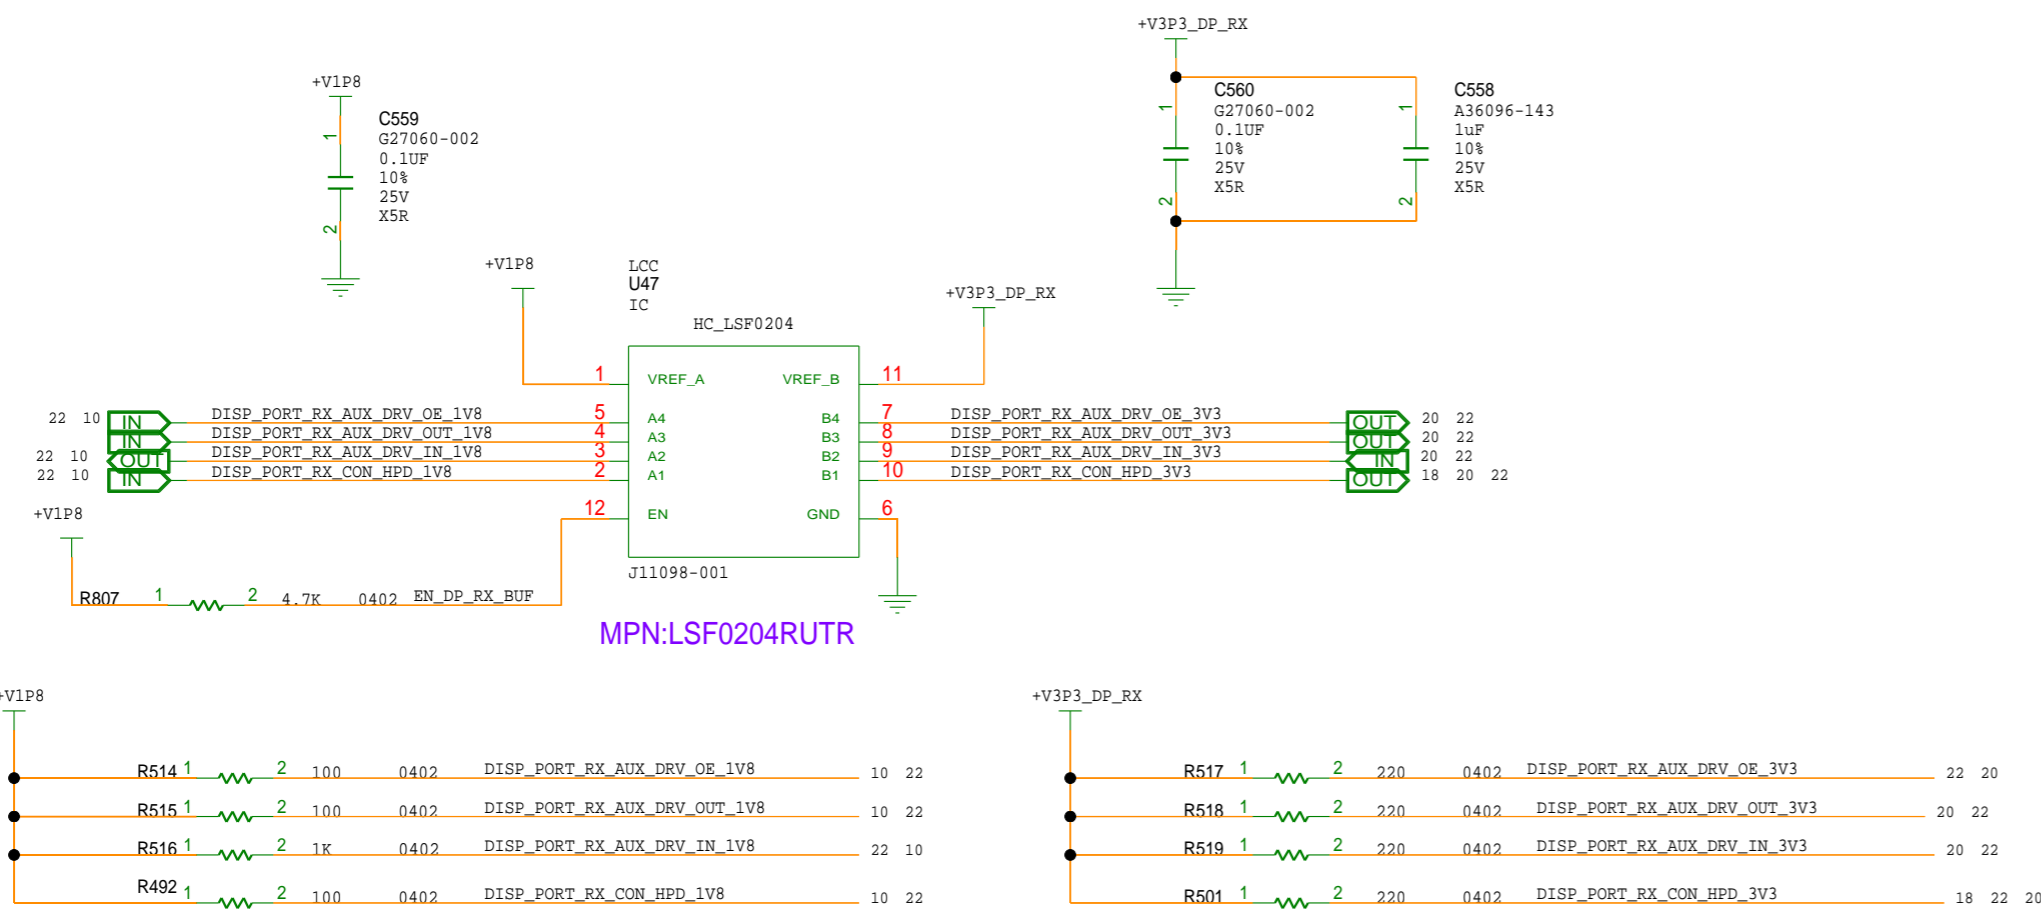 +V3P3_DP_RX
+V1P8
1
C559
G27060-002
0.1UF
10%
25V
X5R
2
1
C560
G27060-002
0.1UF
10%
25V
X5R
2
1
C558
A36096-143
1uF
10%
25V
X5R
2
+V1P8
LCC
U47
IC
+V3P3_DP_RX
HC_LSF0204
1 VREF_A VREF_B 11
22 10 IN DISP_PORT_RX_AUX_DRV_OE_1V8 5 A4 B4 7 DISP_PORT_RX_AUX_DRV_OE_3V3 OUT 20 22
IN DISP_PORT_RX_AUX_DRV_OUT_1V8 4 A3 B3 8 DISP_PORT_RX_AUX_DRV_OUT_3V3 OUT 20 22
22 10 OUT DISP_PORT_RX_AUX_DRV_IN_1V8 3 A2 B2 9 DISP_PORT_RX_AUX_DRV_IN_3V3 IN 20 22
22 10 IN DISP_PORT_RX_CON_HPD_1V8 2 A1 B1 10 DISP_PORT_RX_CON_HPD_3V3 OUT 18 20 22
+V1P8
12 EN GND 6
J11098-001
R807 1 2 4.7K 0402 EN_DP_RX_BUF
MPN:LSF0204RUTR
+V1P8
R514 1 2 100 0402 DISP_PORT_RX_AUX_DRV_OE_1V8 10 22
R515 1 2 100 0402 DISP_PORT_RX_AUX_DRV_OUT_1V8 10 22
R516 1 2 1K 0402 DISP_PORT_RX_AUX_DRV_IN_1V8 22 10
R492 1 2 100 0402 DISP_PORT_RX_CON_HPD_1V8 10 22
+V3P3_DP_RX
R517 1 2 220 0402 DISP_PORT_RX_AUX_DRV_OE_3V3 22 20
R518 1 2 220 0402 DISP_PORT_RX_AUX_DRV_OUT_3V3 20 22
R519 1 2 220 0402 DISP_PORT_RX_AUX_DRV_IN_3V3 20 22
R501 1 2 220 0402 DISP_PORT_RX_CON_HPD_3V3 18 22 20